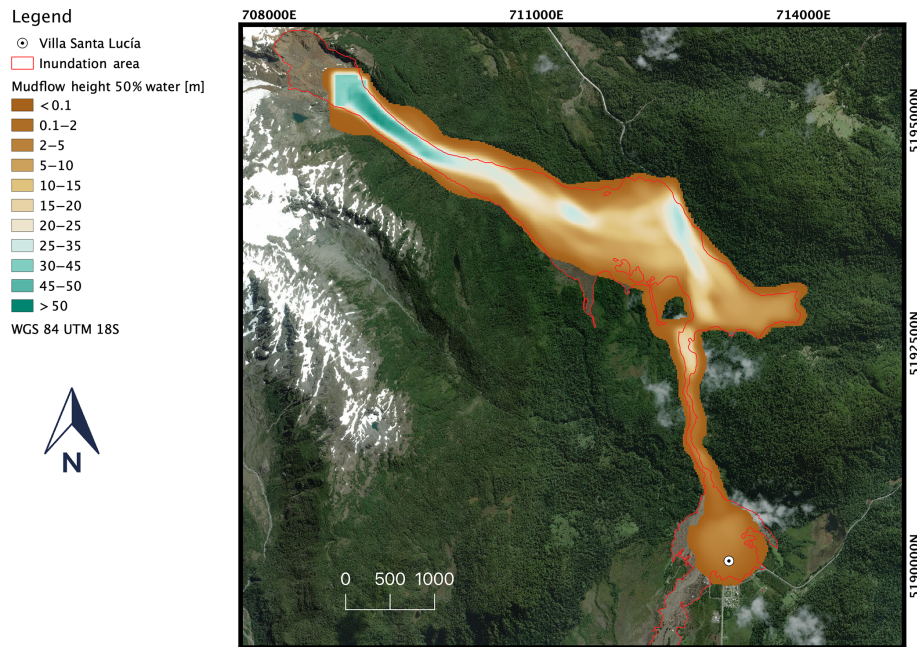 Legend
Villa Santa Lucía
Inundation area
Mudflow height 50% water [m]
< 0.1
0.1−2
2−5
5−10
10−15
15−20
20−25
25−35
30−45
45−50
> 50
WGS 84 UTM 18S
N
708000E 711000E 714000E
5195000N
5192500N
5190000N
0 500 1000